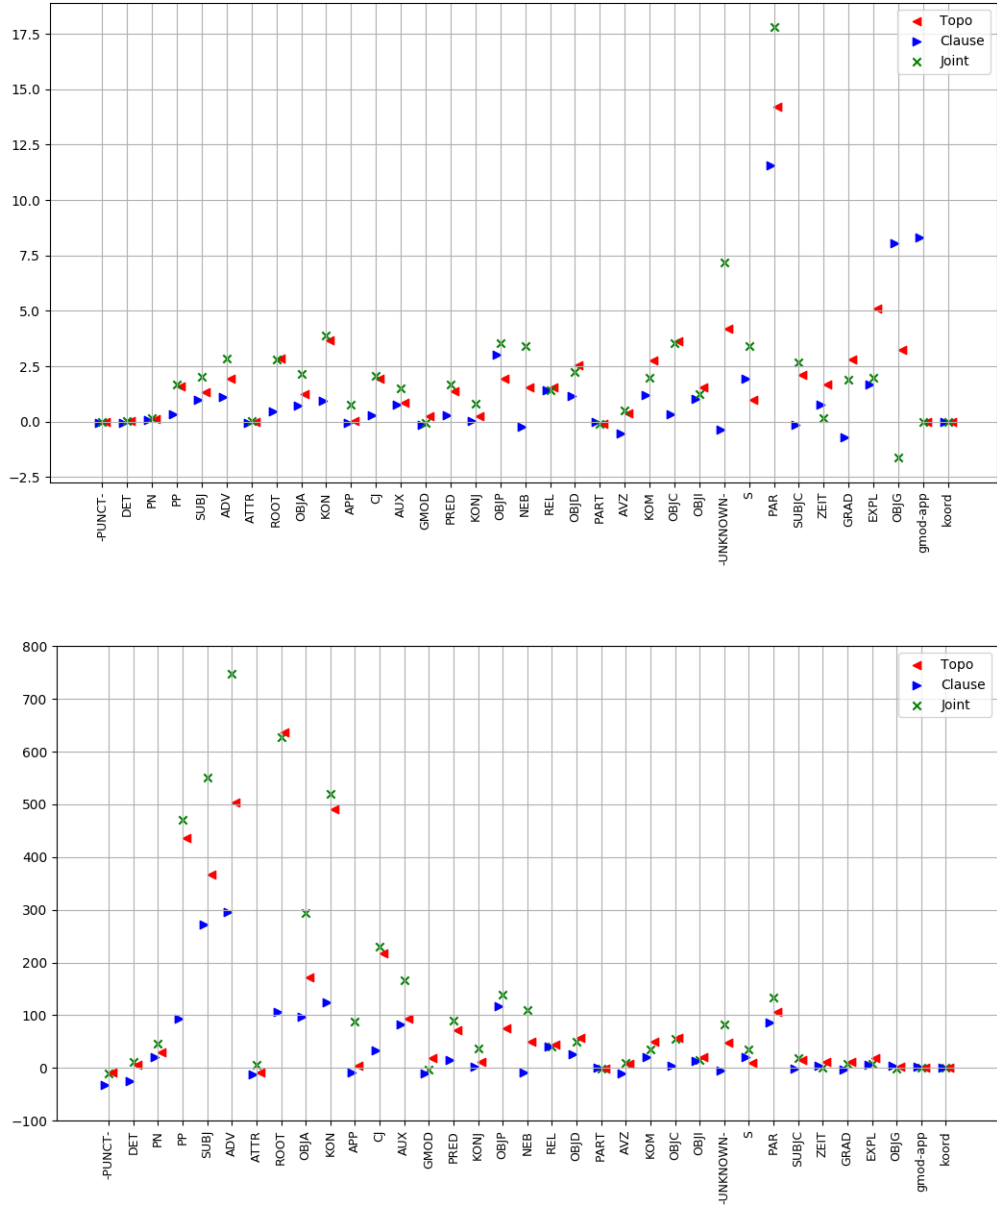 17.5
15.0
12.5
10.0
7.5
5.0
2.5
0.0
−2.5
Topo
Clause
Joint
-PUNCT- DET PN PP SUBJ ADV ATTR ROOT OBJA KON APP CJ AUX GMOD PRED KONJ OBJP NEB REL OBJD PART AVZ KOM OBJC OBJI -UNKNOWN- S PAR SUBJC ZEIT GRAD EXPL OBJG gmod-app koord
800
700
600
500
400
300
200
100
0
−100
Topo
Clause
Joint
-PUNCT- DET PN PP SUBJ ADV ATTR ROOT OBJA KON APP CJ AUX GMOD PRED KONJ OBJP NEB REL OBJD PART AVZ KOM OBJC OBJI -UNKNOWN- S PAR SUBJC ZEIT GRAD EXPL OBJG gmod-app koord